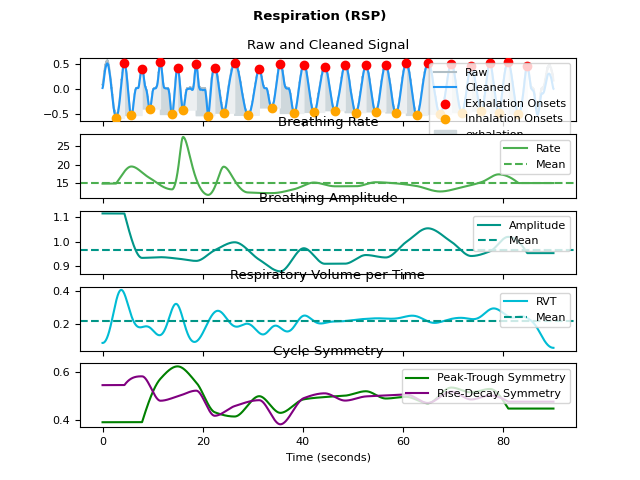 Respiration (RSP)
Raw and Cleaned Signal
0.5
0.0
−0.5
Raw
Cleaned
Exhalation Onsets
Inhalation Onsets
exhalation
Breathing Rate
25
20
15
Rate
Mean
Breathing Amplitude
1.1
1.0
0.9
Amplitude
Mean
Respiratory Volume per Time
0.4
0.2
RVT
Mean
Cycle Symmetry
0.6
0.4
Peak-Trough Symmetry
Rise-Decay Symmetry
0 20 40 60 80
Time (seconds)